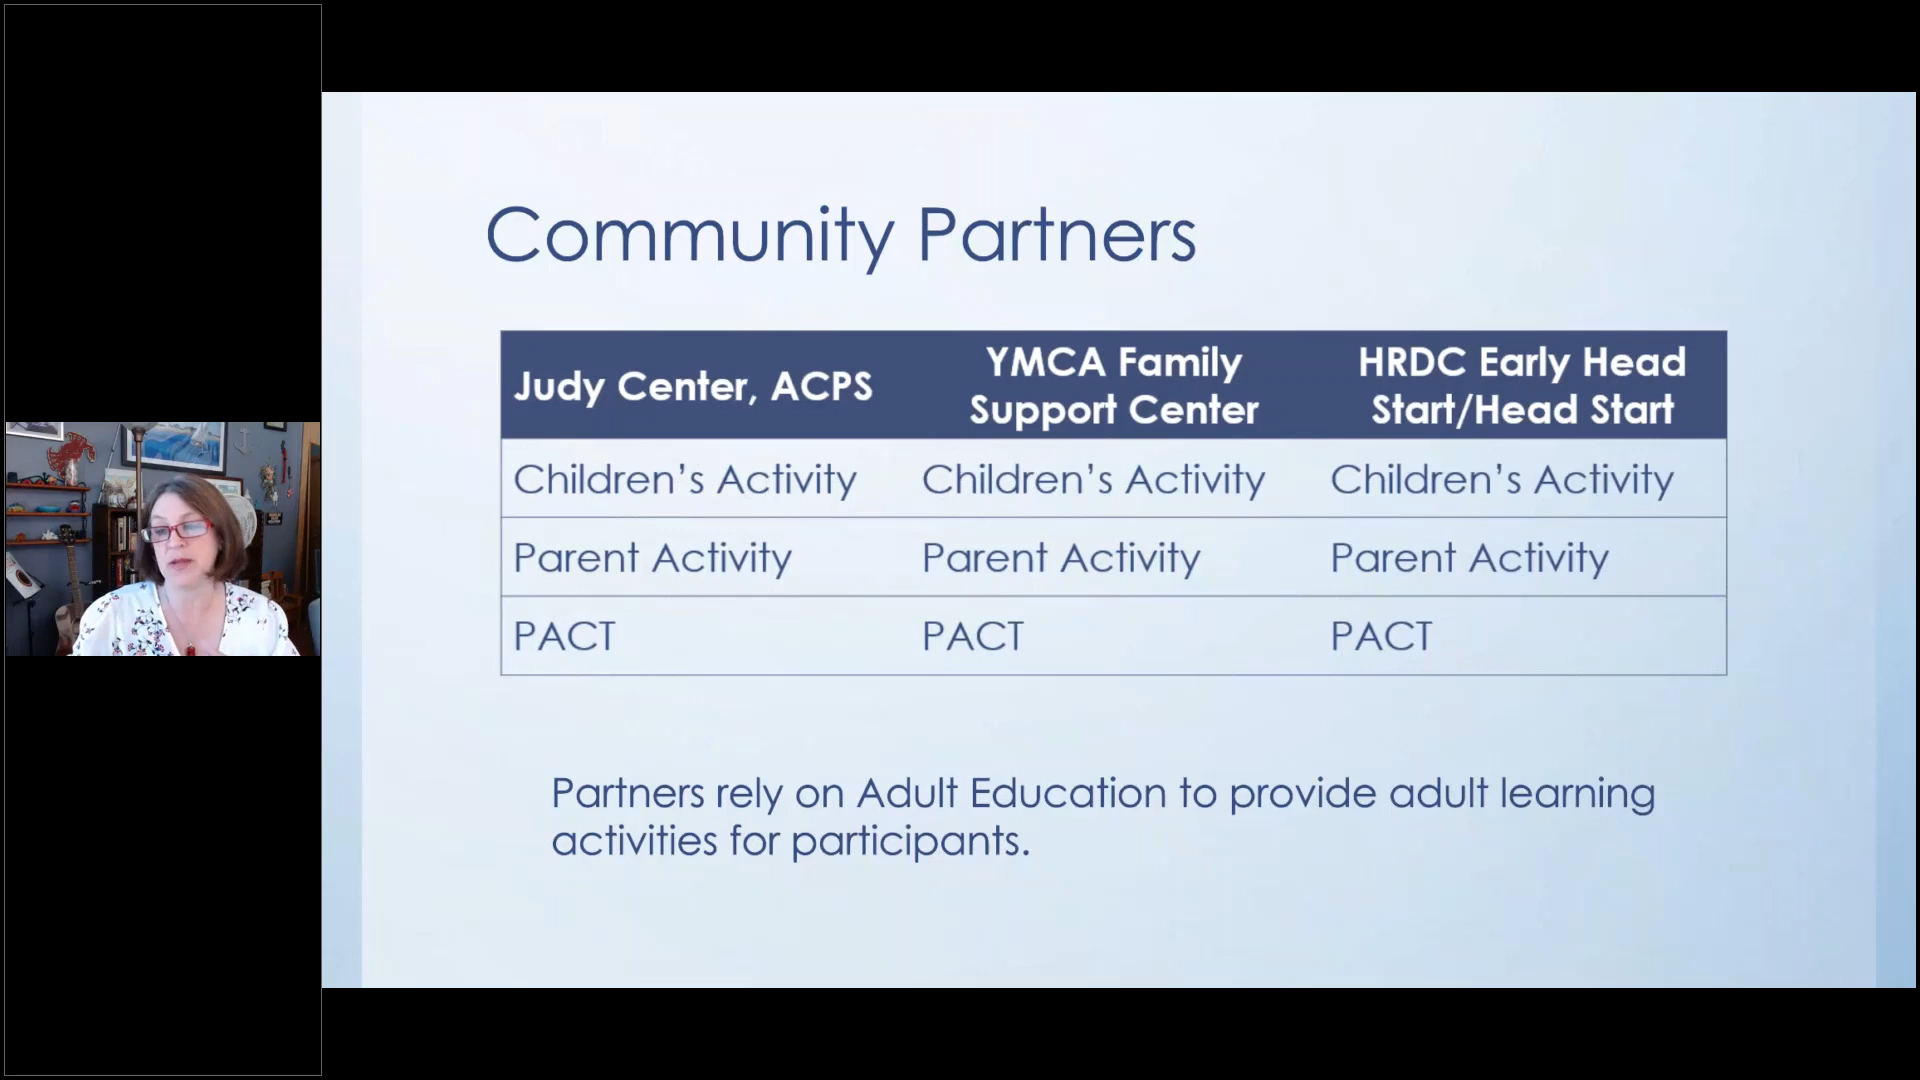 Community Partners
Judy Center, ACPS
YMCA Family
Support Center
HRDC Early Head
Start/Head Start
Children’s Activity
Children’s Activity
Children’s Activity
Parent Activity
Parent Activity
Parent Activity
PACT
PACT
PACT
Partners rely on Adult Education to provide adult learning
activities for participants.